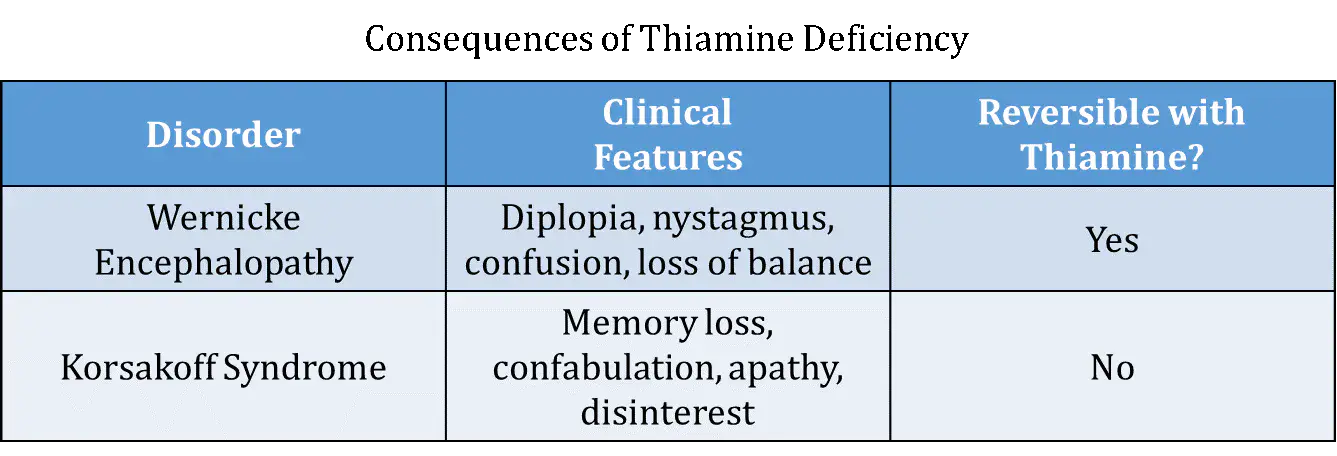 Consequences of Thiamine Deficiency
Disorder
Clinical
Features
Reversible with
Thiamine?
Wernicke
Encephalopathy
Diplopia, nystagmus,
confusion, loss of balance
Yes
Korsakoff Syndrome
Memory loss,
confabulation, apathy,
disinterest
No